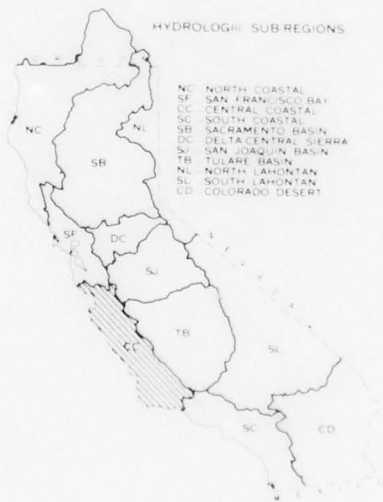 HYDROLOGIC SUB REGIONS
NC NORTH COASTAL
SF SAN FRANCISCO BAY
CC CENTRAL COASTAL
SC SOUTH COASTAL
SB SACRAMENTO BASIN
DC DELTA-CENTRAL SIERRA
SJ SAN JOAQUIN BASIN
TB TULARE BASIN
NL NORTH LAHONTAN
SL SOUTH LAHONTAN
CD COLORADO DESERT
NC
NL
SB
SF
DC
SJ
CC
TB
SL
SC
CD